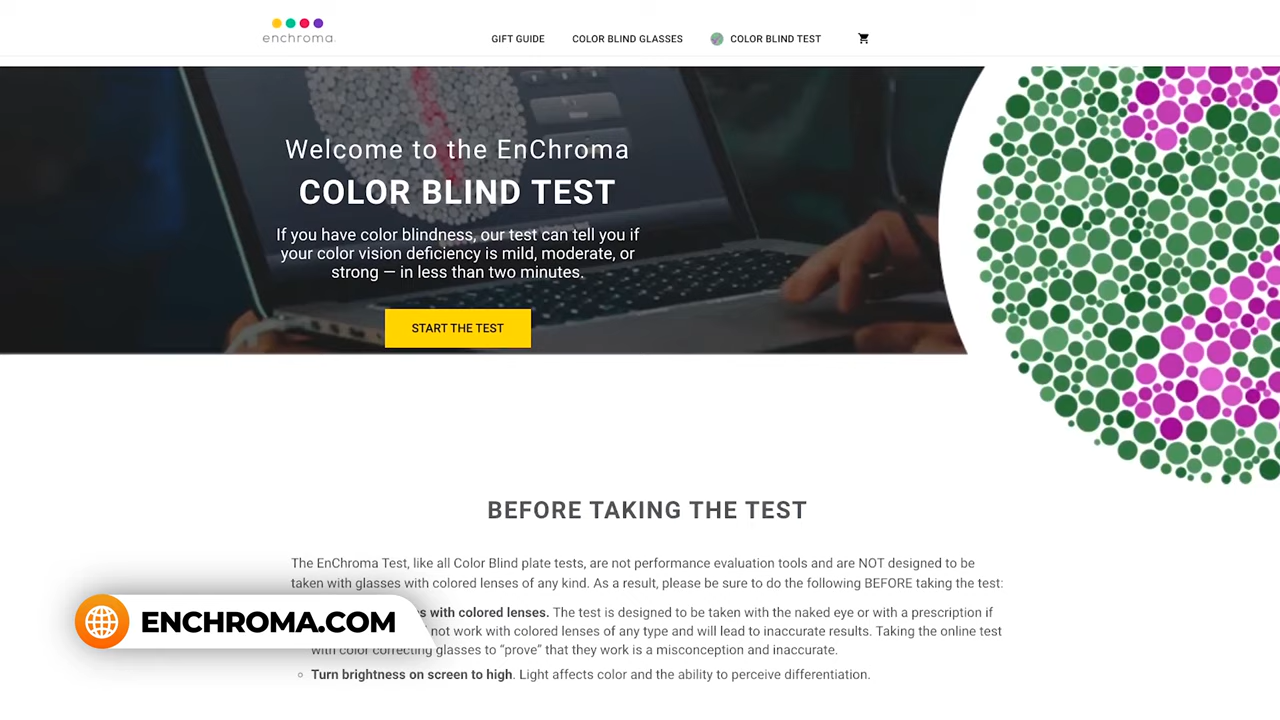 enchroma.
GIFT GUIDE
COLOR BLIND GLASSES
COLOR BLIND TEST
Welcome to the EnChroma
COLOR BLIND TEST
If you have color blindness, our test can tell you if
your color vision deficiency is mild, moderate, or
strong — in less than two minutes.
START THE TEST
BEFORE TAKING THE TEST
The EnChroma Test, like all Color Blind plate tests, are not performance evaluation tools and are NOT designed to be
taken with glasses with colored lenses of any kind. As a result, please be sure to do the following BEFORE taking the test:
with colored lenses. The test is designed to be taken with the naked eye or with a prescription if
not work with colored lenses of any type and will lead to inaccurate results. Taking the online test
with color correcting glasses to “prove” that they work is a misconception and inaccurate.
Turn brightness on screen to high. Light affects color and the ability to perceive differentiation.
ENCHROMA.COM